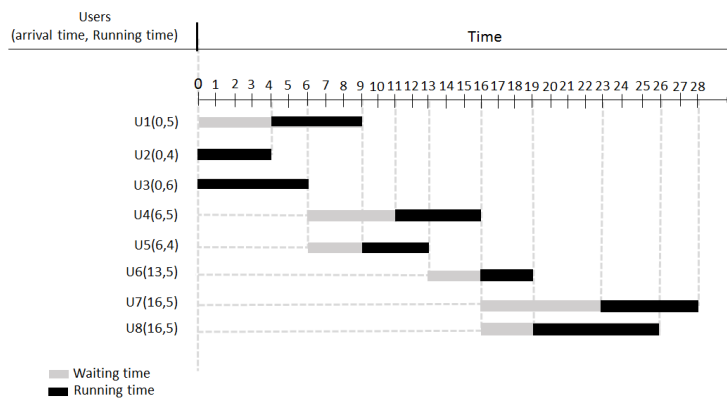 Users
(arrival time, Running time)
Time
0 1 2 3 4 5 6 7 8 9 10 11 12 13 14 15 16 17 18 19 20 21 22 23 24 25 26 27 28
U1(0,5)
U2(0,4)
U3(0,6)
U4(6,5)
U5(6,4)
U6(13,5)
U7(16,5)
U8(16,5)
Waiting time
Running time